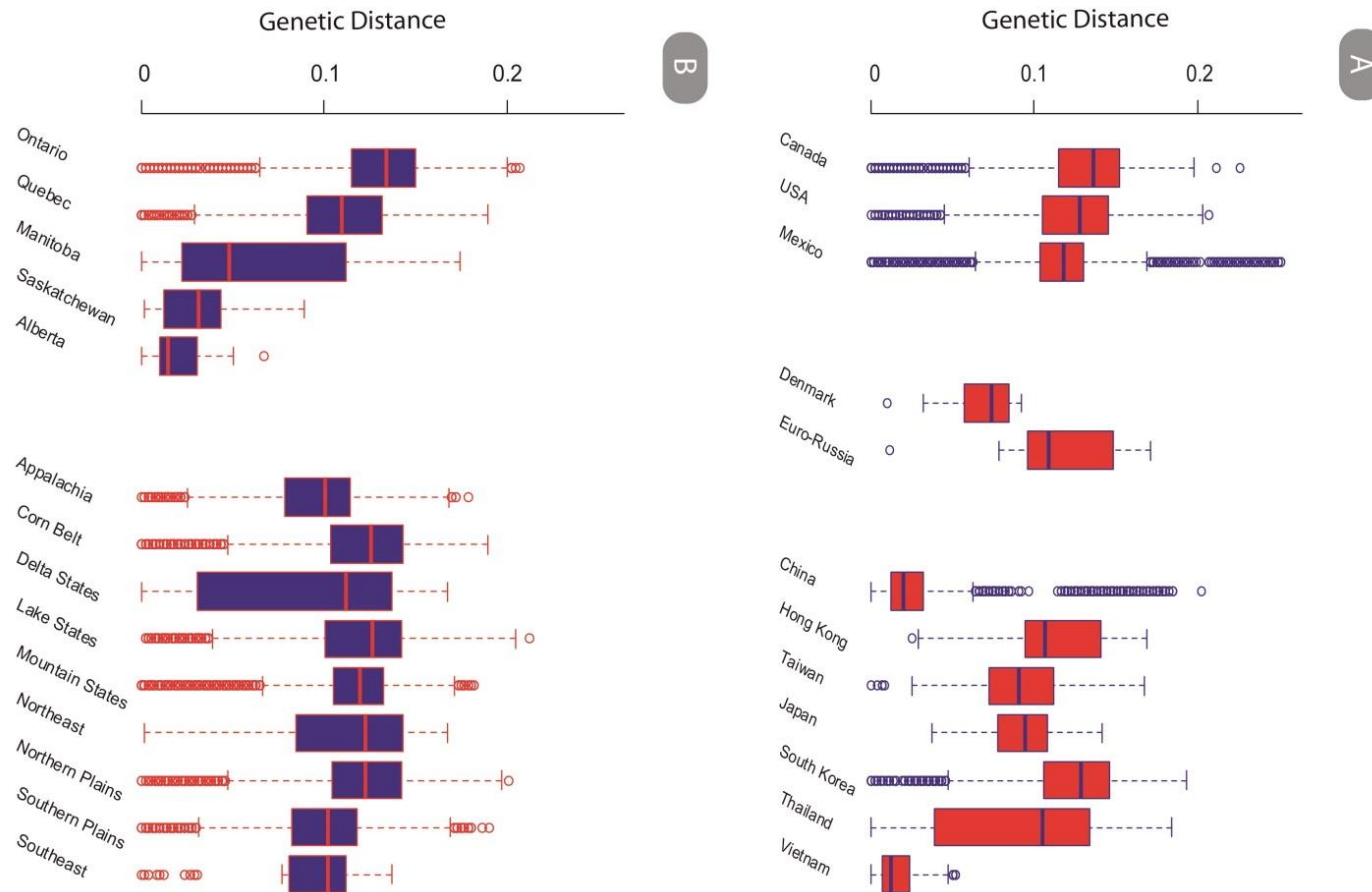 Genetic Distance
B
0 0.1 0.2
Ontario
Quebec
Manitoba
Saskatchewan
Alberta
Appalachia
Corn Belt
Delta States
Lake States
Mountain States
Northeast
Northern Plains
Southern Plains
Southeast
Genetic Distance
A
0 0.1 0.2
Canada
USA
Mexico
Denmark
Euro-Russia
China
Hong Kong
Taiwan
Japan
South Korea
Thailand
Vietnam